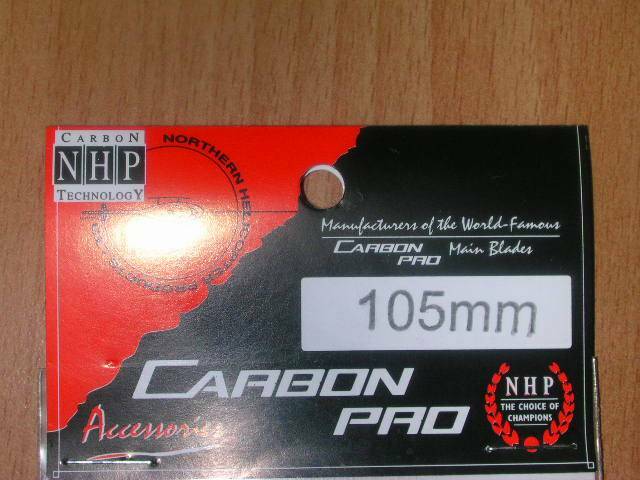 CARBON
NHP
TECHNOLOGY
NORTHERN HELICOPTER PRODUCTS
Manufacturers of the World-Famous
CARBON PRO Main Blades
105mm
CARBON
PRO
Accessories
NHP
THE CHOICE OF
CHAMPIONS